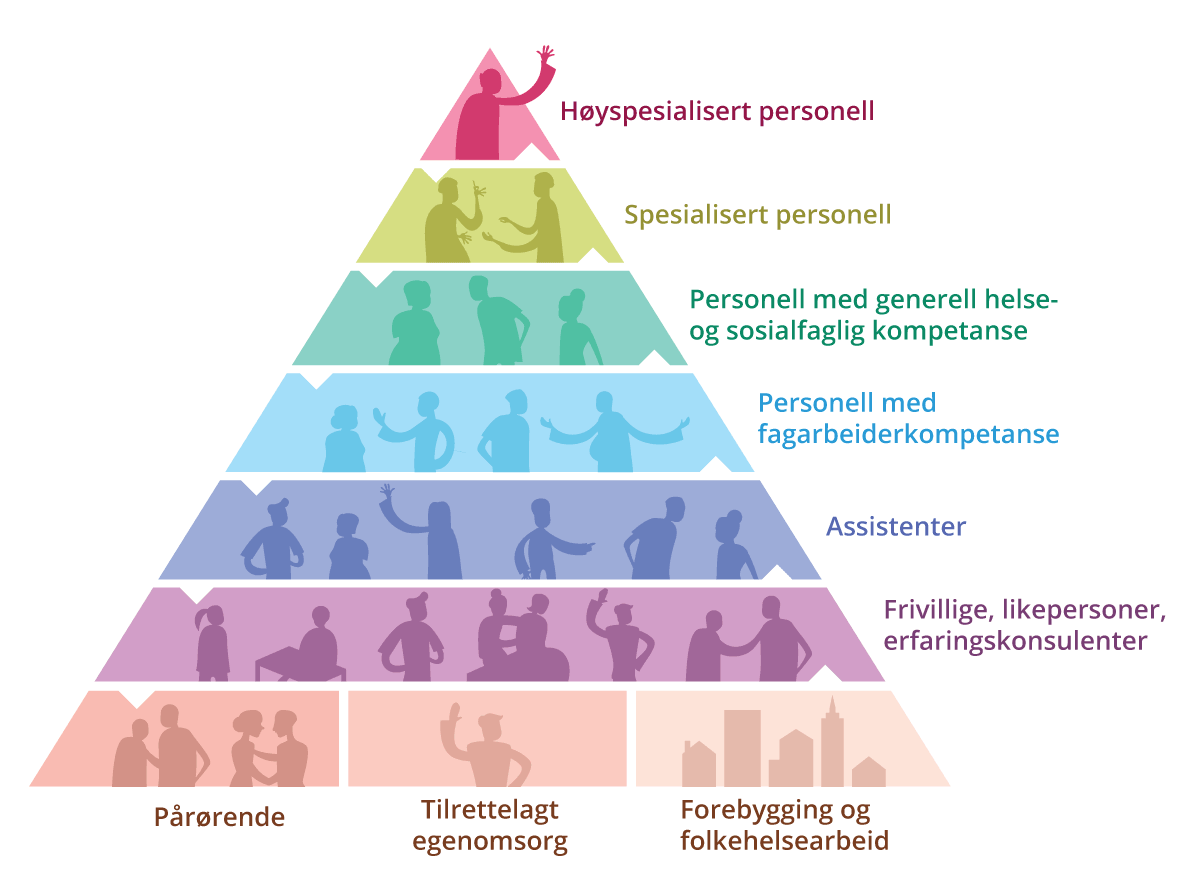 Høyspesialisert personell
Spesialisert personell
Personell med generell helse-
og sosialfaglig kompetanse
Personell med
fagarbeiderkompetanse
Assistenter
Frivillige, likepersoner,
erfaringskonsulenter
Pårørende
Tilrettelagt
egenomsorg
Forebygging og
folkehelsearbeid